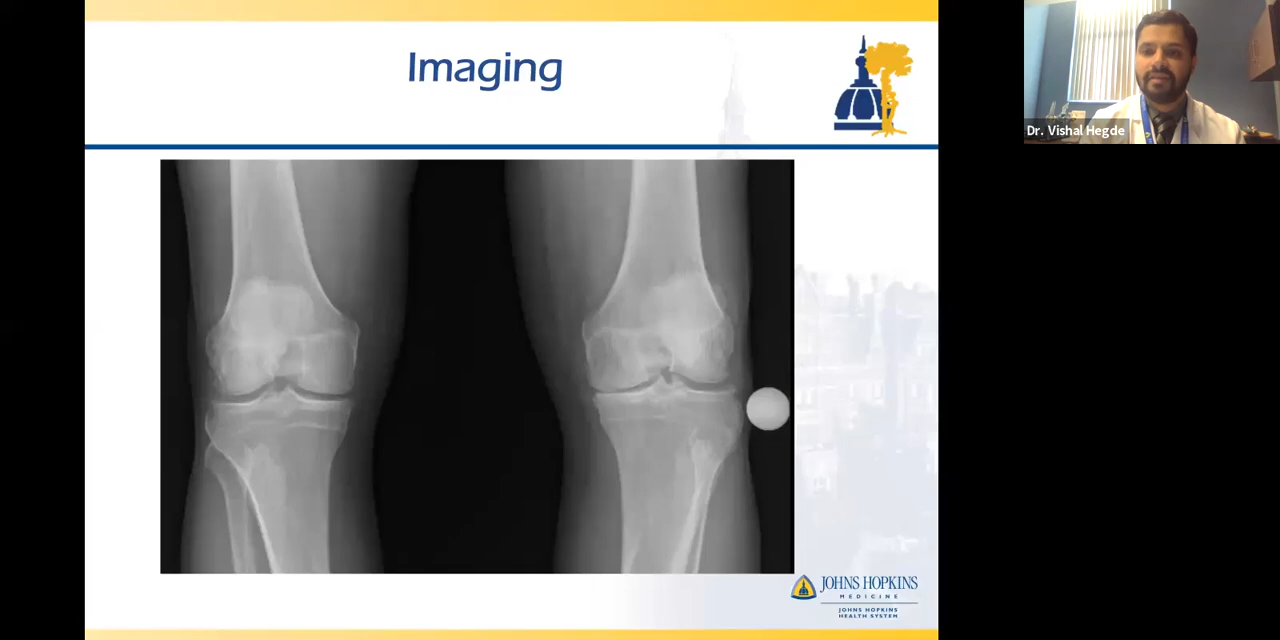 Imaging
Dr. Vishal Hegde
JOHNS HOPKINS
MEDICINE
JOHNS HOPKINS
HEALTH SYSTEM